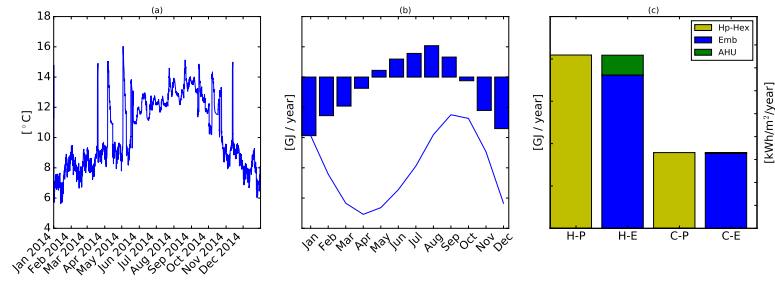 (a)
18
16
14
12
10
8
6
4
[°C]
Jan 2014
Feb 2014
Mar 2014
Apr 2014
May 2014
Jun 2014
Jul 2014
Aug 2014
Sep 2014
Oct 2014
Nov 2014
Dec 2014
(b)
[GJ / year]
Jan
Feb
Mar
Apr
May
Jun
Jul
Aug
Sep
Oct
Nov
Dec
(c)
Hp-Hex
Emb
AHU
[GJ / year]
[kWh/m²/year]
H-P
H-E
C-P
C-E